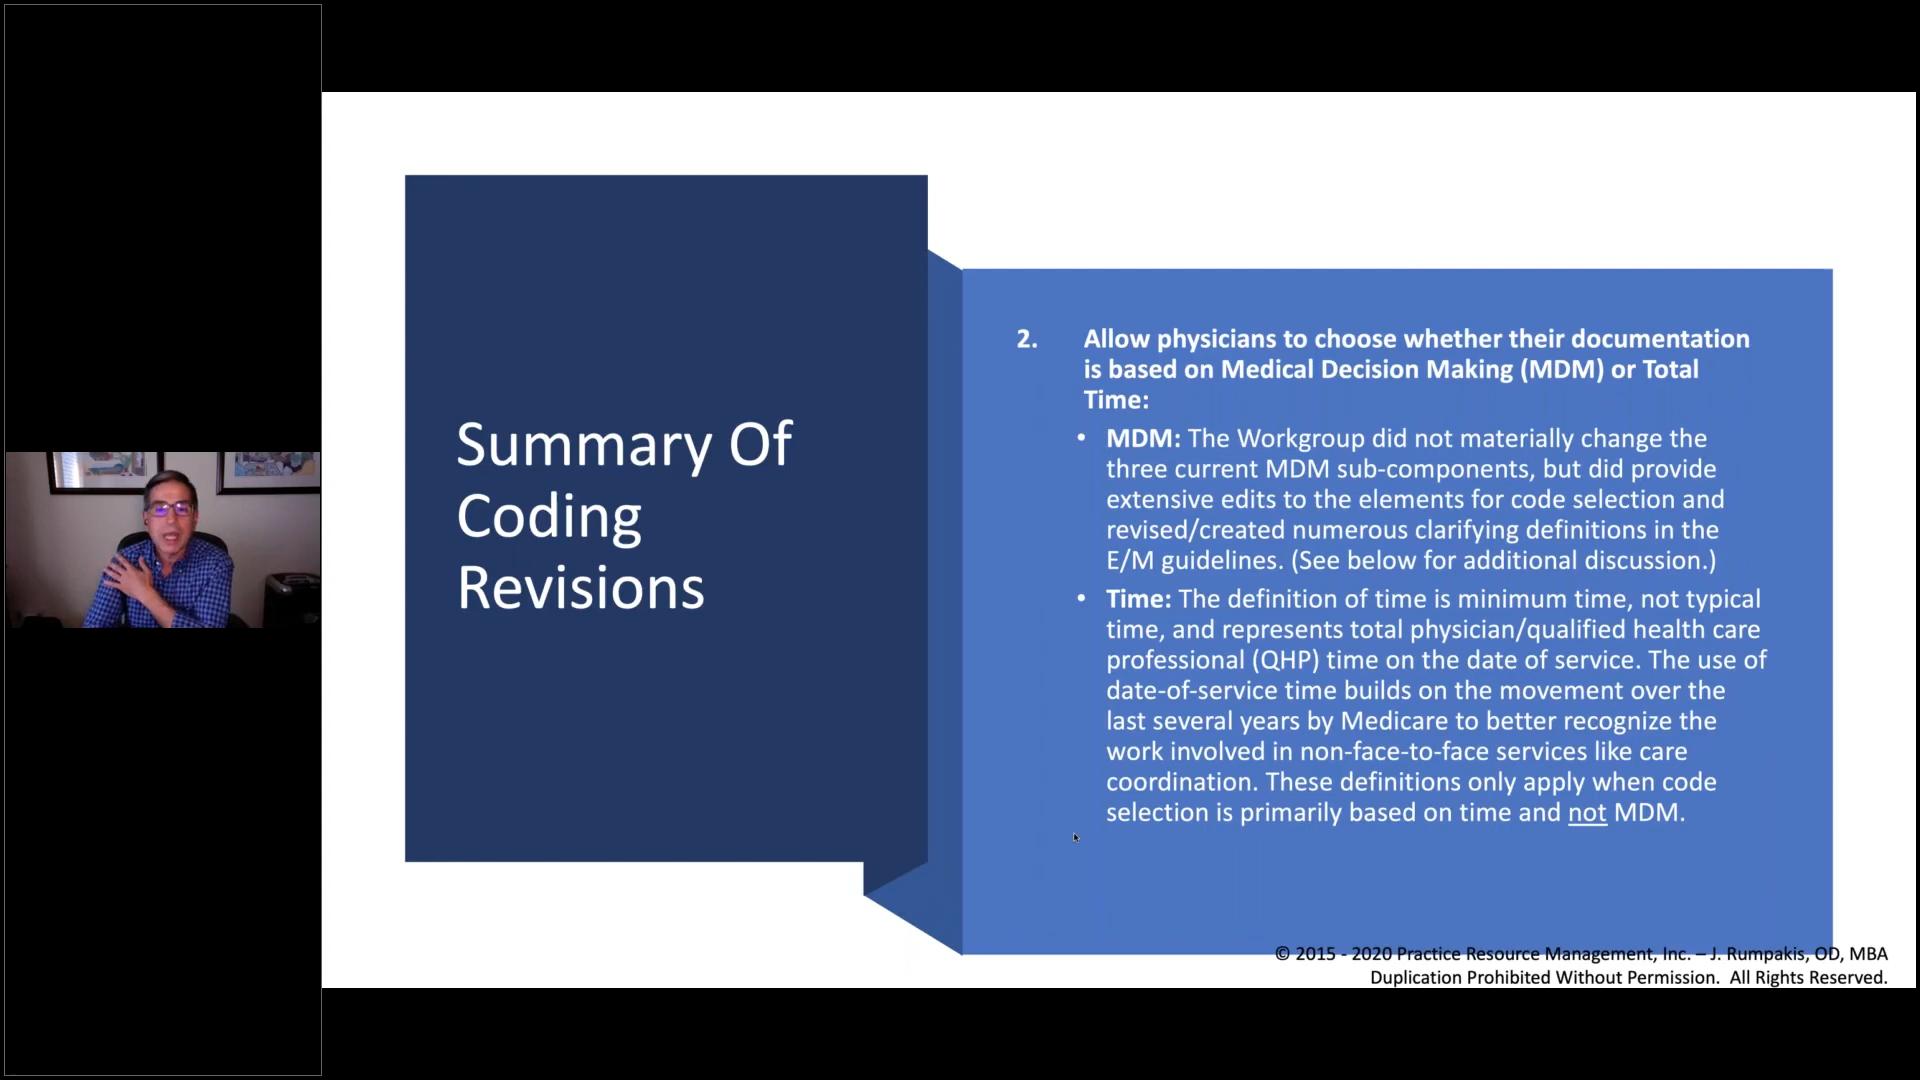 Summary Of
Coding
Revisions
2. Allow physicians to choose whether their documentation
is based on Medical Decision Making (MDM) or Total
Time:
• MDM: The Workgroup did not materially change the
three current MDM sub-components, but did provide
extensive edits to the elements for code selection and
revised/created numerous clarifying definitions in the
E/M guidelines. (See below for additional discussion.)
• Time: The definition of time is minimum time, not typical
time, and represents total physician/qualified health care
professional (QHP) time on the date of service. The use of
date-of-service time builds on the movement over the
last several years by Medicare to better recognize the
work involved in non-face-to-face services like care
coordination. These definitions only apply when code
selection is primarily based on time and not MDM.
© 2015 - 2020 Practice Resource Management, Inc. – J. Rumpakis, OD, MBA
Duplication Prohibited Without Permission. All Rights Reserved.